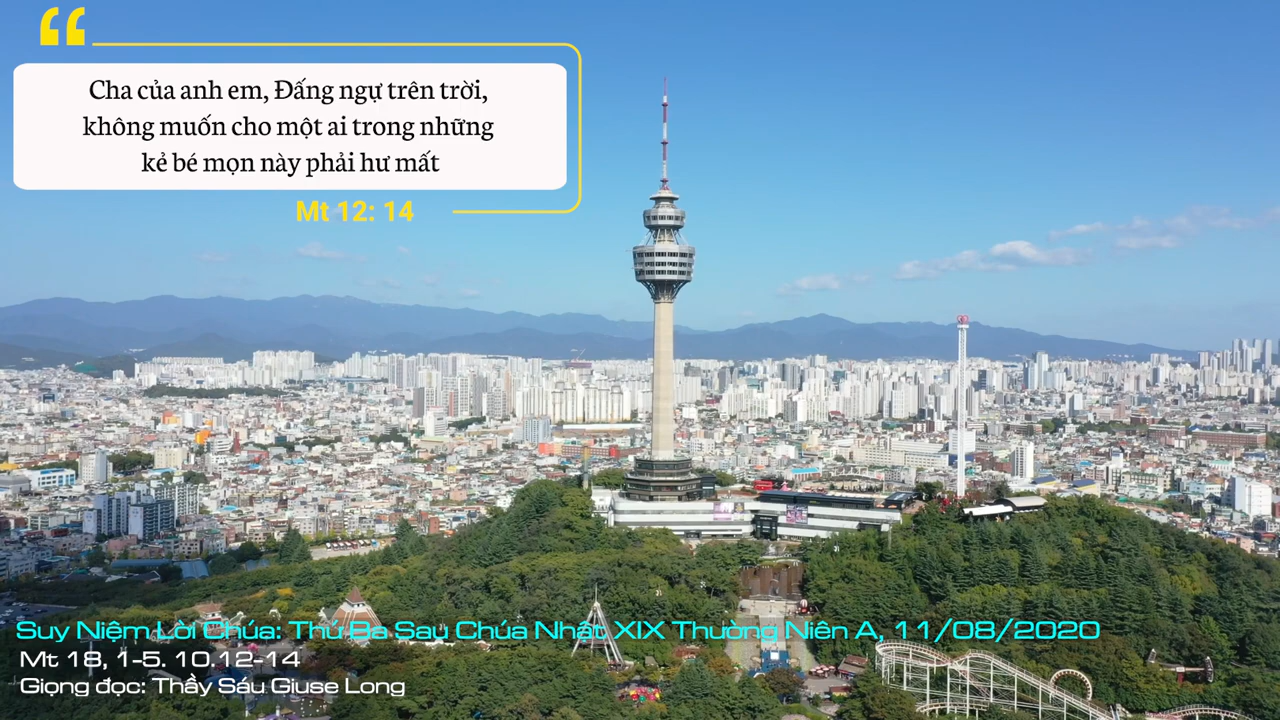 “
Cha của anh em, Đấng ngự trên trời,
không muốn cho một ai trong những
kẻ bé mọn này phải hư mất
Mt 12: 14
Suy Niệm Lời Chúa: Thứ Ba Sau Chúa Nhật XIX Thường Niên A, 11/08/2020
Mt 18, 1-5. 10.12-14
Giọng đọc: Thầy Sáu Giuse Long